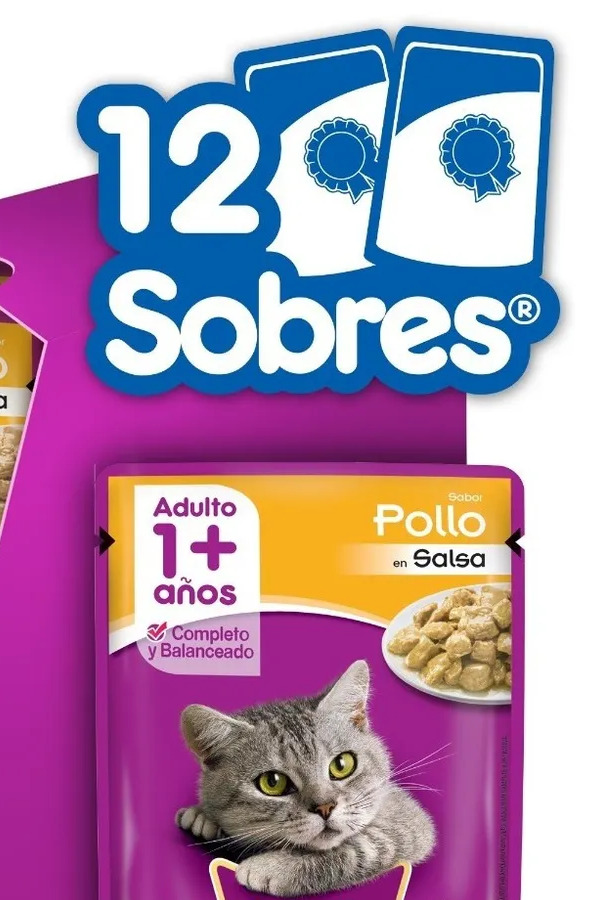 12
Sobres®
a
Adulto
1+
años
Completo
y Balanceado
Sabor
Pollo
en Salsa